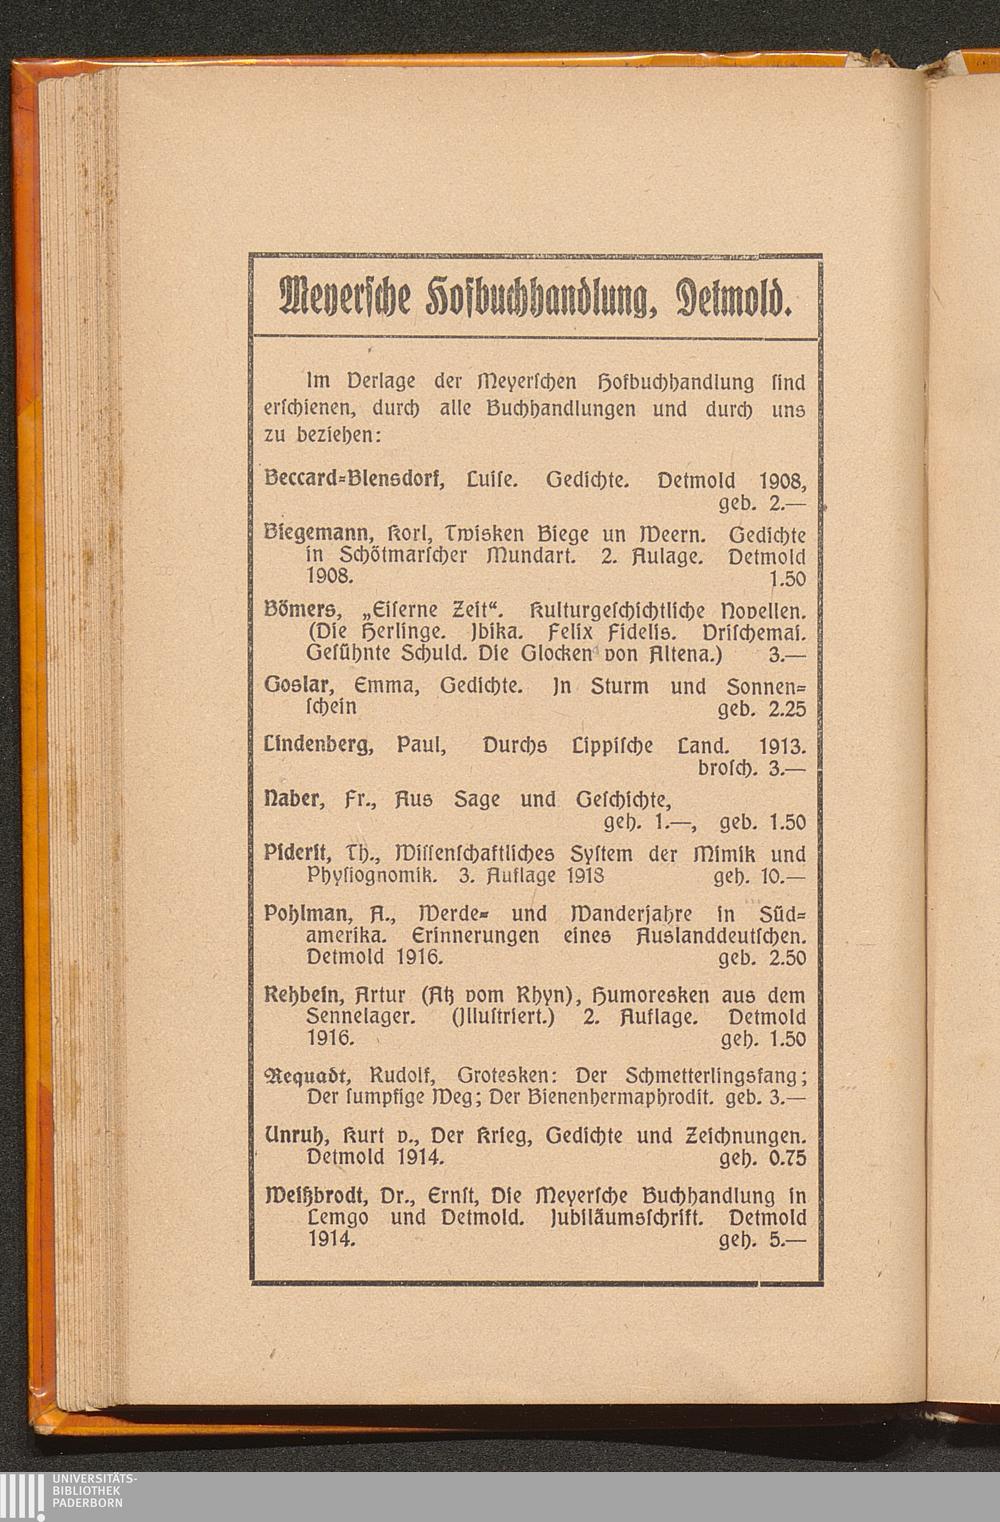 Meyersche Hofbuchhandlung, Detmold.
Im Verlage der Meyerschen Hofbuchhandlung sind
erschienen, durch alle Buchhandlungen und durch uns
zu beziehen:
Beccard=Blensdorf, Luise. Gedichte. Detmold 1908,
geb. 2.—
Biegemann, Korl, Twisken Biege un Weern. Gedichte
in Schötmarscher Mundart. 2. Aulage. Detmold
1908. 1.50
Bömers, „Eiserne Zeit“. Kulturgeschichtliche Novellen.
(Die Herlinge. Ibika. Felix Fidelis. Drischemal.
Gesühnte Schuld. Die Glocken von Altena.) 3.—
Goslar, Emma, Gedichte. In Sturm und Sonnen=
schein geb. 2.25
Lindenberg, Paul, Durchs Lippische Land. 1913.
brosch. 3.—
Naber, Fr., Aus Sage und Geschichte,
geh. 1.—, geb. 1.50
Piderit, Th., Wissenschaftliches System der Mimik und
Physiognomik. 3. Auflage 1918 geh. 10.—
Pohlman, A., Werde= und Wanderjahre in Süd=
amerika. Erinnerungen eines Auslanddeutschen.
Detmold 1916. geb. 2.50
Rehbein, Artur (Atz vom Rhyn), Humoresken aus dem
Sennelager. (Illustriert.) 2. Auflage. Detmold
1916. geh. 1.50
Requadt, Rudolf, Grotesken: Der Schmetterlingsfang;
Der sumpfige Weg; Der Bienenhermaphrodit. geb. 3.—
Unruh, Kurt v., Der Krieg, Gedichte und Zeichnungen.
Detmold 1914. geh. 0.75
Weißbrodt, Dr., Ernst, Die Meyersche Buchhandlung in
Lemgo und Detmold. Jubiläumsschrift. Detmold
1914. geh. 5.—
UNIVERSITÄTS-
BIBLIOTHEK
PADERBORN